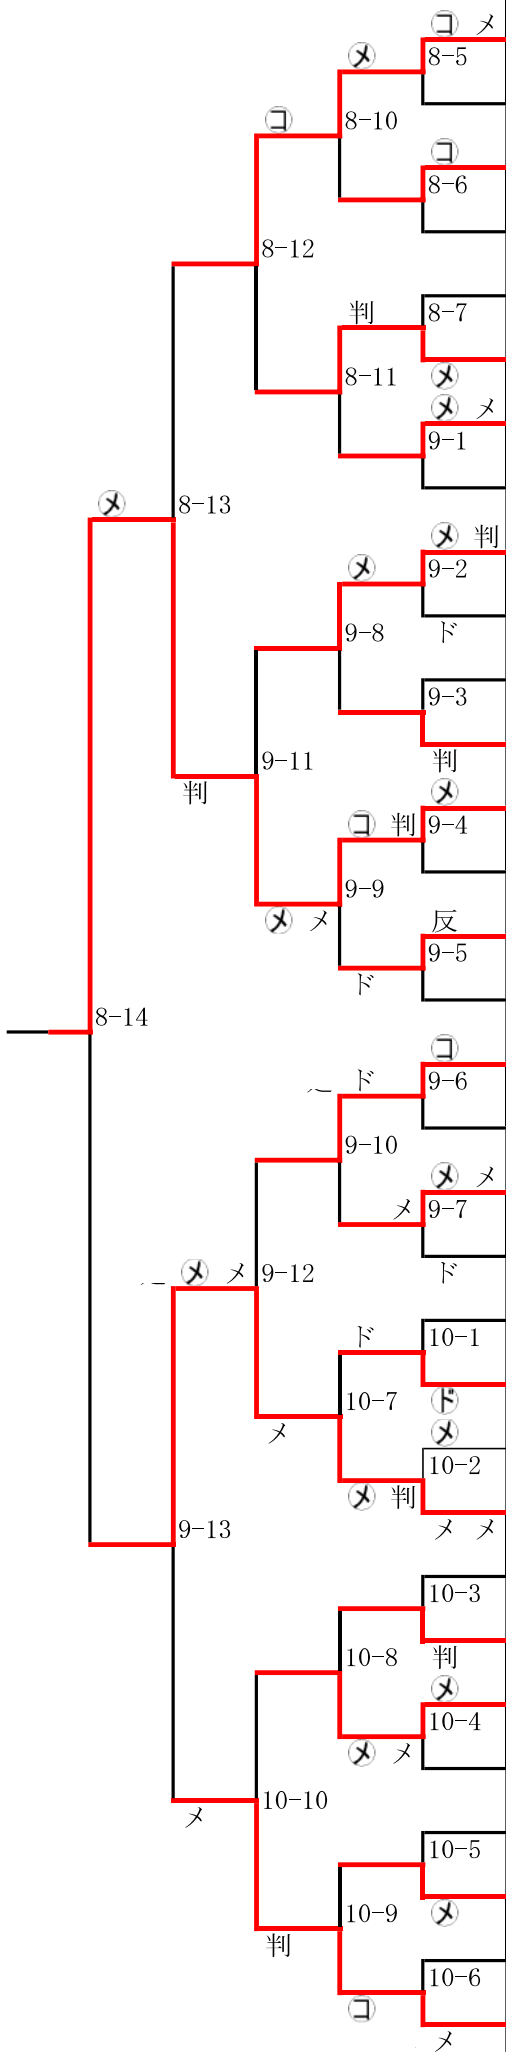 ㋙ メ
㋱ 8-5
8-10
㋙
㋙
8-6
8-12
判 8-7
8-11
㋱
㋱ メ
9-1
㋱ 8-13
㋱ 判
㋱ 9-2
9-8 ド
9-3
9-11 判
判 ㋱
㋙ 判 9-4
9-9
㋱ メ 反
9-5
ド
8-14
㋙
ド 9-6
9-10
㋱ メ
メ 9-7
㋱ メ 9-12 ド
ド 10-1
10-7 ㋣゙
メ ㋱
10-2
㋱ 判
9-13 メ メ
10-3
10-8 判
㋱
10-4
㋱ メ
メ 10-10
10-5
10-9 ㋱
判
10-6
㋙
メ